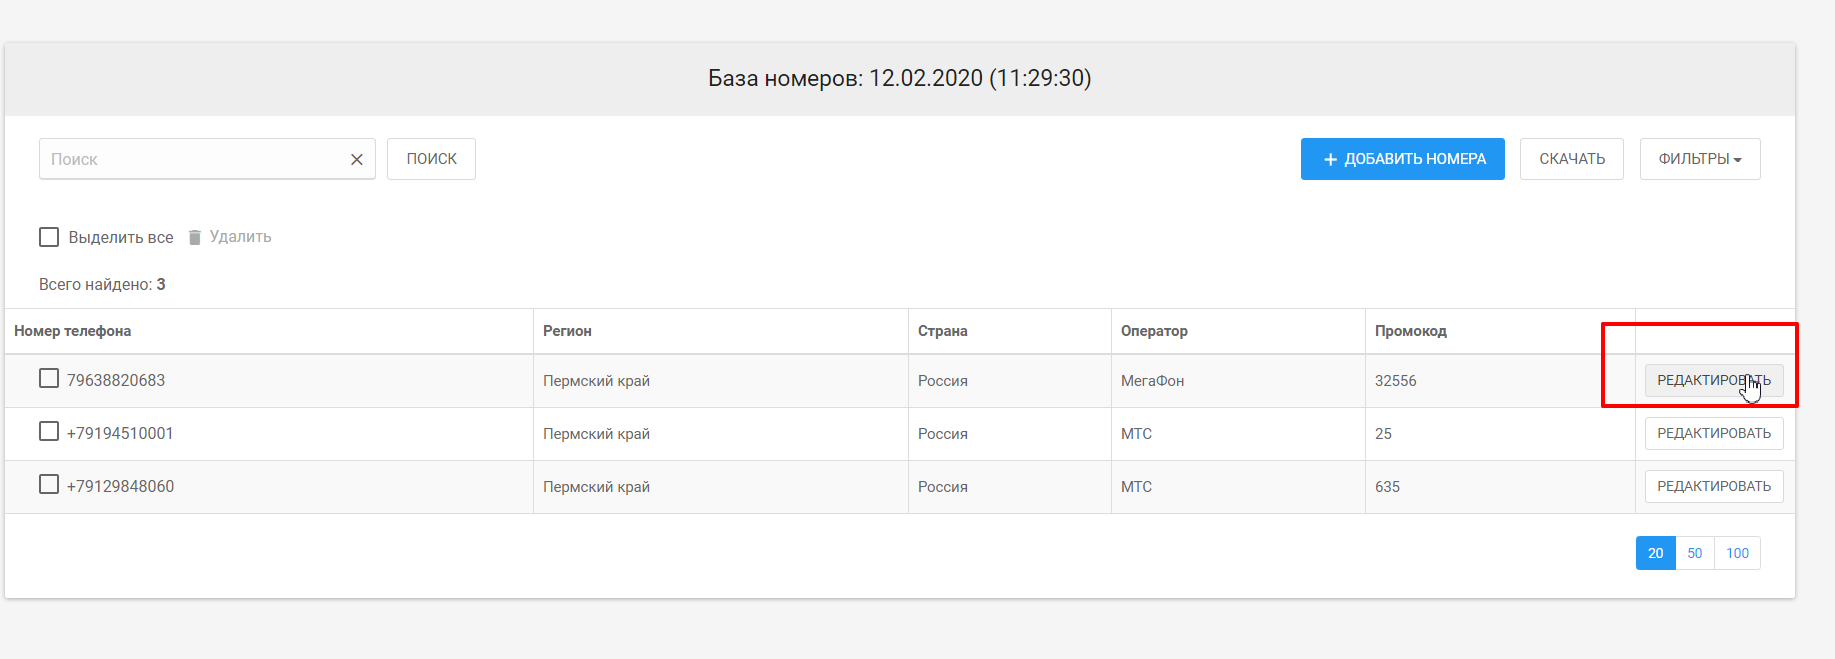 База номеров: 12.02.2020 (11:29:30)
Поиск ПОИСК + ДОБАВИТЬ НОМЕРА СКАЧАТЬ ФИЛЬТРЫ
Выделить все Удалить
Всего найдено: 3
Номер телефона Регион Страна Оператор Промокод
79638820683 Пермский край Россия МегаФон 32556 РЕДАКТИРОВАТЬ
+79194510001 Пермский край Россия МТС 25 РЕДАКТИРОВАТЬ
+79129848060 Пермский край Россия МТС 635 РЕДАКТИРОВАТЬ
20 50 100